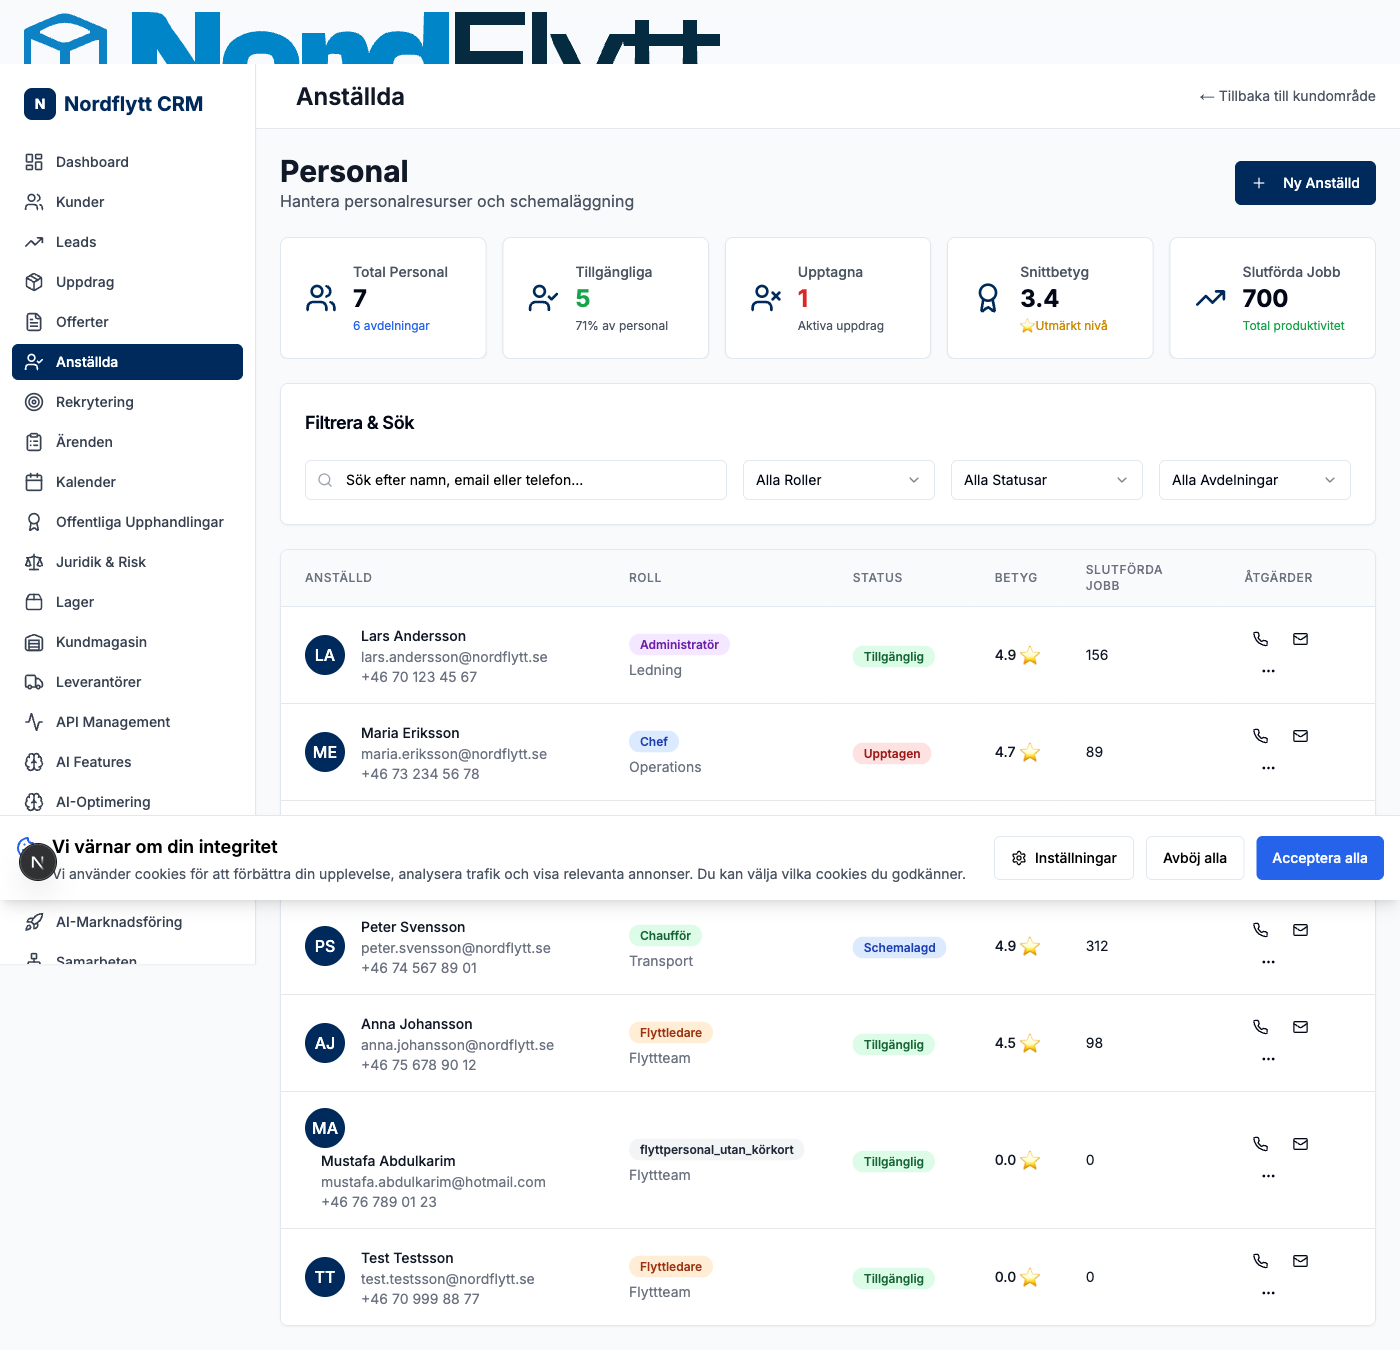 NordFlytt
N Nordflytt CRM
Dashboard
Kunder
Leads
Uppdrag
Offerter
Anställda
Rekrytering
Ärenden
Kalender
Offentliga Upphandlingar
Juridik & Risk
Lager
Kundmagasin
Leverantörer
API Management
AI Features
AI-Optimering
AI-Marknadsföring
Samarbeten
Anställda
← Tillbaka till kundområde
Personal
Hantera personalresurser och schemaläggning
+ Ny Anställd
Total Personal
7
6 avdelningar
Tillgängliga
5
71% av personal
Upptagna
1
Aktiva uppdrag
Snittbetyg
3.4
⭐Utmärkt nivå
Slutförda Jobb
700
Total produktivitet
Filtrera & Sök
Sök efter namn, email eller telefon...
Alla Roller
Alla Statusar
Alla Avdelningar
ANSTÄLLD ROLL STATUS BETYG SLUTFÖRDA JOBB ÅTGÄRDER
LA
Lars Andersson
lars.andersson@nordflytt.se
+46 70 123 45 67
Administratör
Ledning
Tillgänglig
4.9 ⭐
156
ME
Maria Eriksson
maria.eriksson@nordflytt.se
+46 73 234 56 78
Chef
Operations
Upptagen
4.7 ⭐
89
N
Vi värnar om din integritet
Vi använder cookies för att förbättra din upplevelse, analysera trafik och visa relevanta annonser. Du kan välja vilka cookies du godkänner.
Inställningar
Avböj alla
Acceptera alla
PS
Peter Svensson
peter.svensson@nordflytt.se
+46 74 567 89 01
Chaufför
Transport
Schemalagd
4.9 ⭐
312
AJ
Anna Johansson
anna.johansson@nordflytt.se
+46 75 678 90 12
Flyttledare
Flyttteam
Tillgänglig
4.5 ⭐
98
MA
Mustafa Abdulkarim
mustafa.abdulkarim@hotmail.com
+46 76 789 01 23
flyttpersonal_utan_körkort
Flyttteam
Tillgänglig
0.0 ⭐
0
TT
Test Testsson
test.testsson@nordflytt.se
+46 70 999 88 77
Flyttledare
Flyttteam
Tillgänglig
0.0 ⭐
0